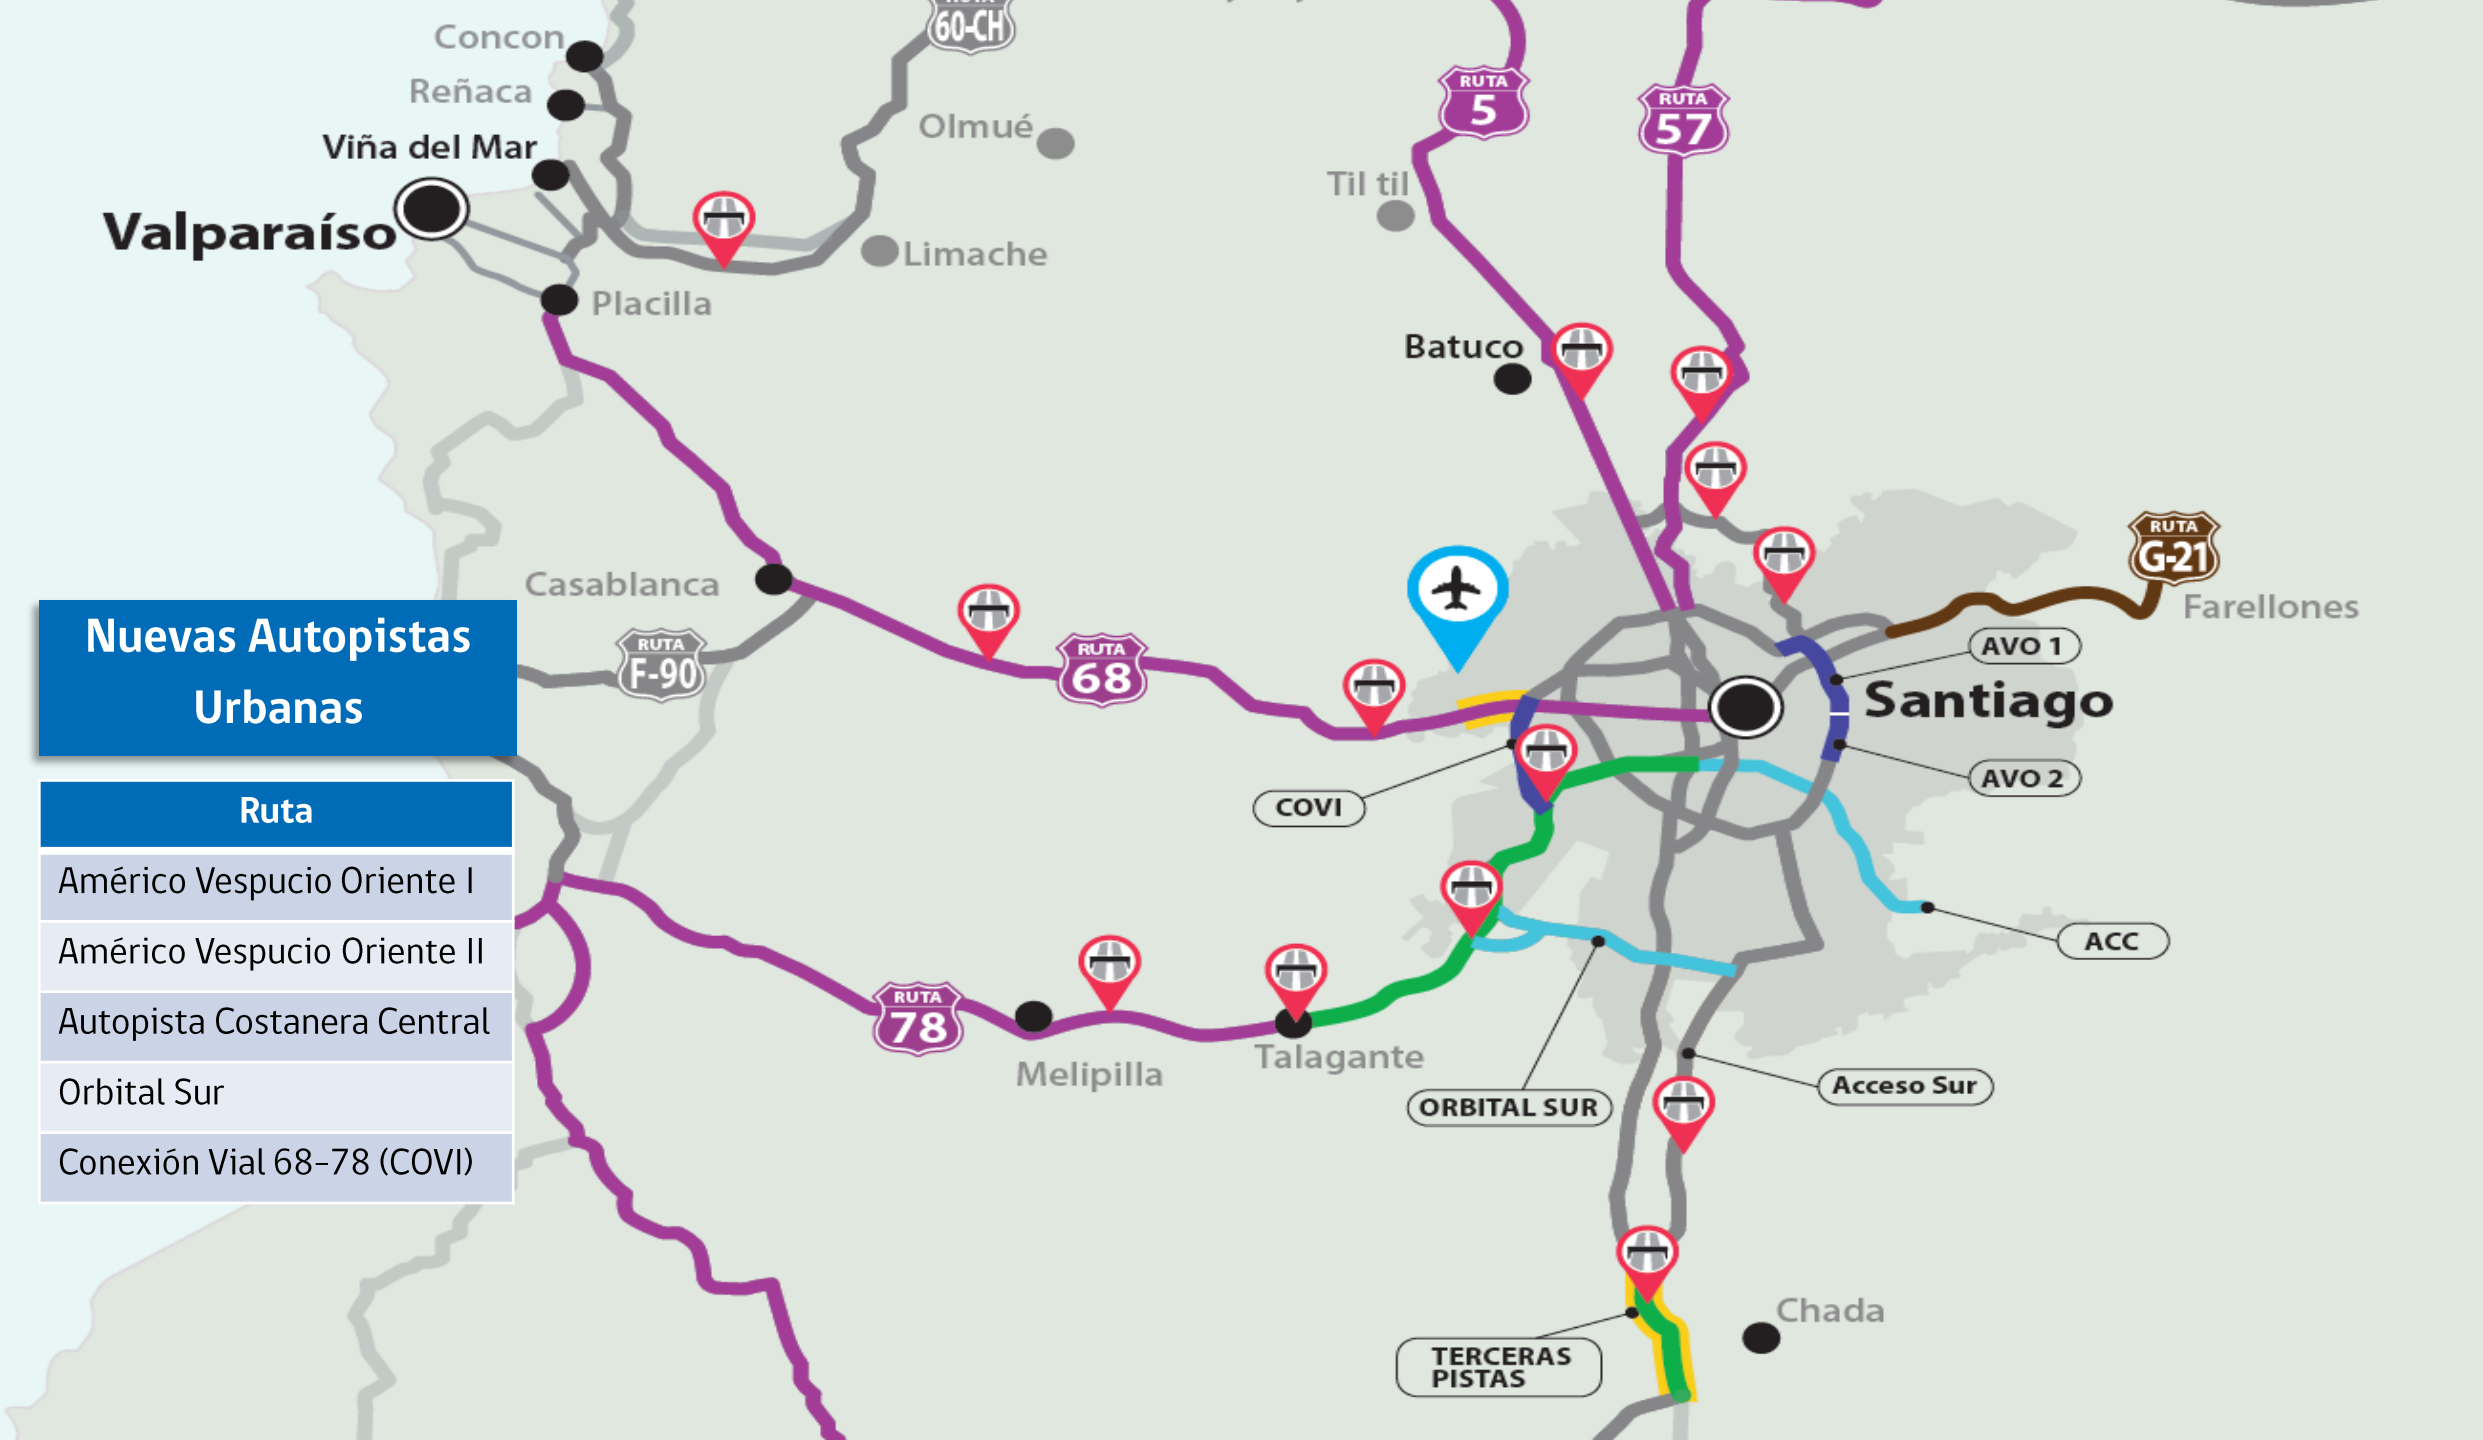 Concon
RUTA
60-CH
Reñaca
RUTA
5
RUTA
57
Olmué
Viña del Mar
Til til
Valparaíso
Limache
Placilla
Batuco
RUTA
G-21
Casablanca
Farellones
Nuevas Autopistas
Urbanas
RUTA
F-90
RUTA
68
AVO 1
Santiago
AVO 2
COVI
Ruta
Américo Vespucio Oriente I
Américo Vespucio Oriente II
Autopista Costanera Central
Orbital Sur
Conexión Vial 68-78 (COVI)
ACC
RUTA
78
Melipilla
Talagante
ORBITAL SUR
Acceso Sur
Chada
TERCERAS
PISTAS